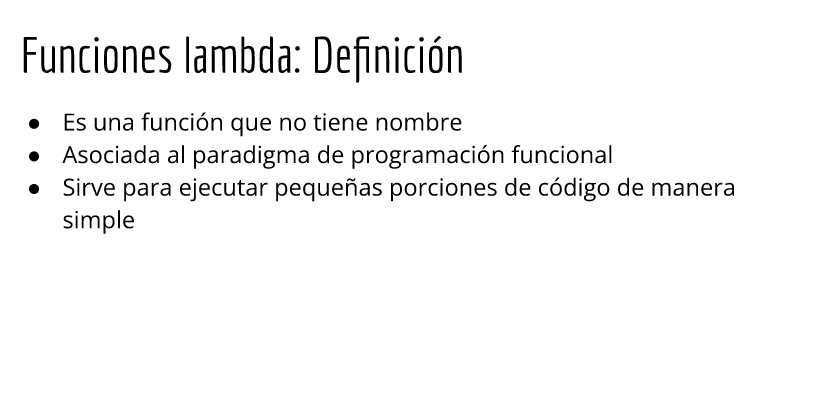 Funciones lambda: Definición
● Es una función que no tiene nombre
● Asociada al paradigma de programación funcional
● Sirve para ejecutar pequeñas porciones de código de manera
simple